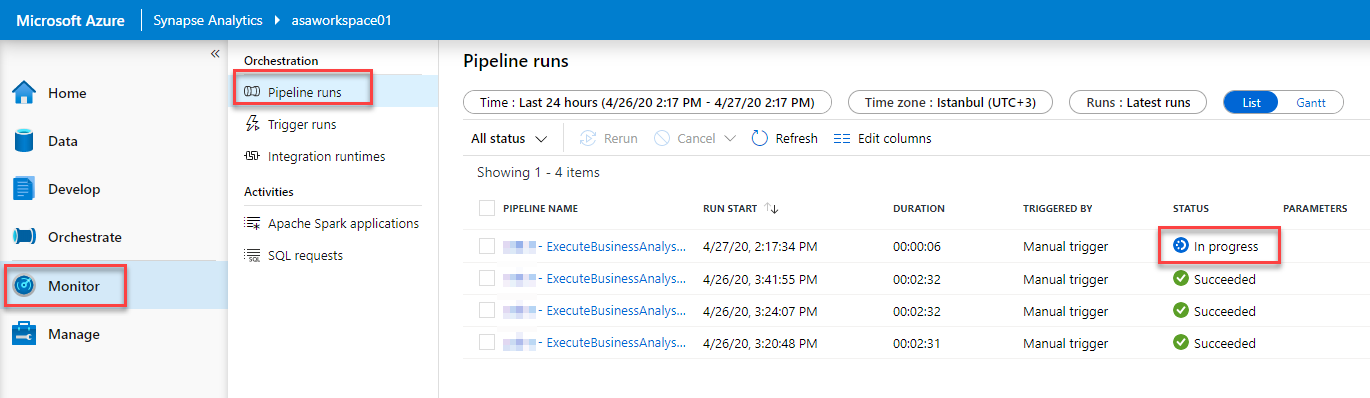 Microsoft Azure Synapse Analytics asaworkspace01
«
Home
Data
Develop
Orchestrate
Monitor
Manage
Orchestration
Pipeline runs
Trigger runs
Integration runtimes
Activities
Apache Spark applications
SQL requests
Pipeline runs
Time : Last 24 hours (4/26/20 2:17 PM - 4/27/20 2:17 PM) Time zone : Istanbul (UTC+3) Runs : Latest runs List Gantt
All status Rerun Cancel Refresh Edit columns
Showing 1 - 4 items
PIPELINE NAME RUN START DURATION TRIGGERED BY STATUS PARAMETERS
- ExecuteBusinessAnalys... 4/27/20, 2:17:34 PM 00:00:06 Manual trigger In progress
- ExecuteBusinessAnalys... 4/26/20, 3:41:55 PM 00:02:32 Manual trigger Succeeded
- ExecuteBusinessAnalys... 4/26/20, 3:24:07 PM 00:02:32 Manual trigger Succeeded
- ExecuteBusinessAnalys... 4/26/20, 3:20:48 PM 00:02:31 Manual trigger Succeeded